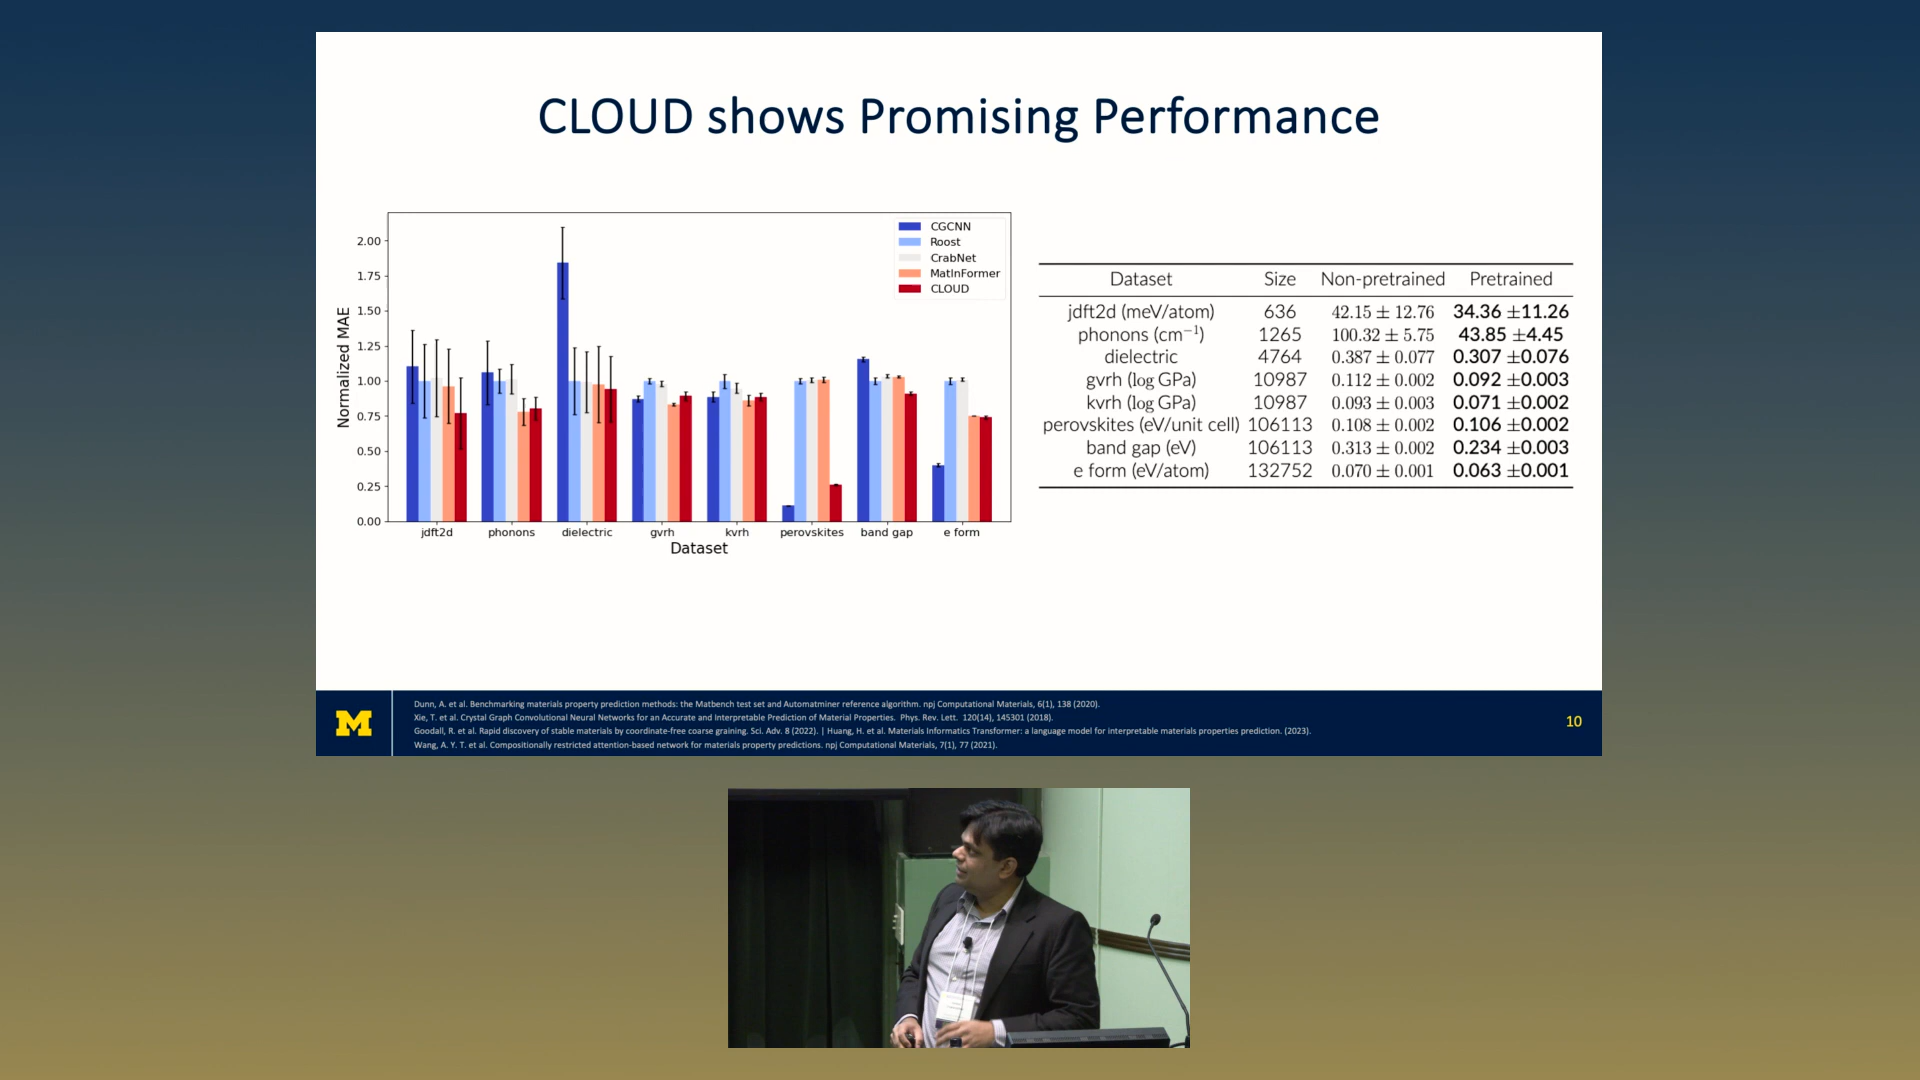 CLOUD shows Promising Performance
Normalized MAE
2.00
1.75
1.50
1.25
1.00
0.75
0.50
0.25
0.00
CGCNN
Roost
CrabNet
MatInFormer
CLOUD
jdft2d phonons dielectric gvrh kvrh perovskites band gap e form
Dataset
Dataset Size Non-pretrained Pretrained
jdft2d (meV/atom) 636 42.15 ± 12.76 34.36 ±11.26
phonons (cm⁻¹) 1265 100.32 ± 5.75 43.85 ±4.45
dielectric 4764 0.387 ± 0.077 0.307 ±0.076
gvrh (log GPa) 10987 0.112 ± 0.002 0.092 ±0.003
kvrh (log GPa) 10987 0.093 ± 0.003 0.071 ±0.002
perovskites (eV/unit cell) 106113 0.108 ± 0.002 0.106 ±0.002
band gap (eV) 106113 0.313 ± 0.002 0.234 ±0.003
e form (eV/atom) 132752 0.070 ± 0.001 0.063 ±0.001
M
Dunn, A. et al. Benchmarking materials property prediction methods: the Matbench test set and Automatminer reference algorithm. npj Computational Materials, 6(1), 138 (2020).
Xie, T. et al. Crystal Graph Convolutional Neural Networks for an Accurate and Interpretable Prediction of Material Properties. Phys. Rev. Lett. 120(14), 145301 (2018).
Goodall, R. et al. Rapid discovery of stable materials by coordinate-free coarse graining. Sci. Adv. 8 (2022). | Huang, H. et al. Materials Informatics Transformer: a language model for interpretable materials properties prediction. (2023).
Wang, A. Y. T. et al. Compositionally restricted attention-based network for materials property predictions. npj Computational Materials, 7(1), 77 (2021).
10